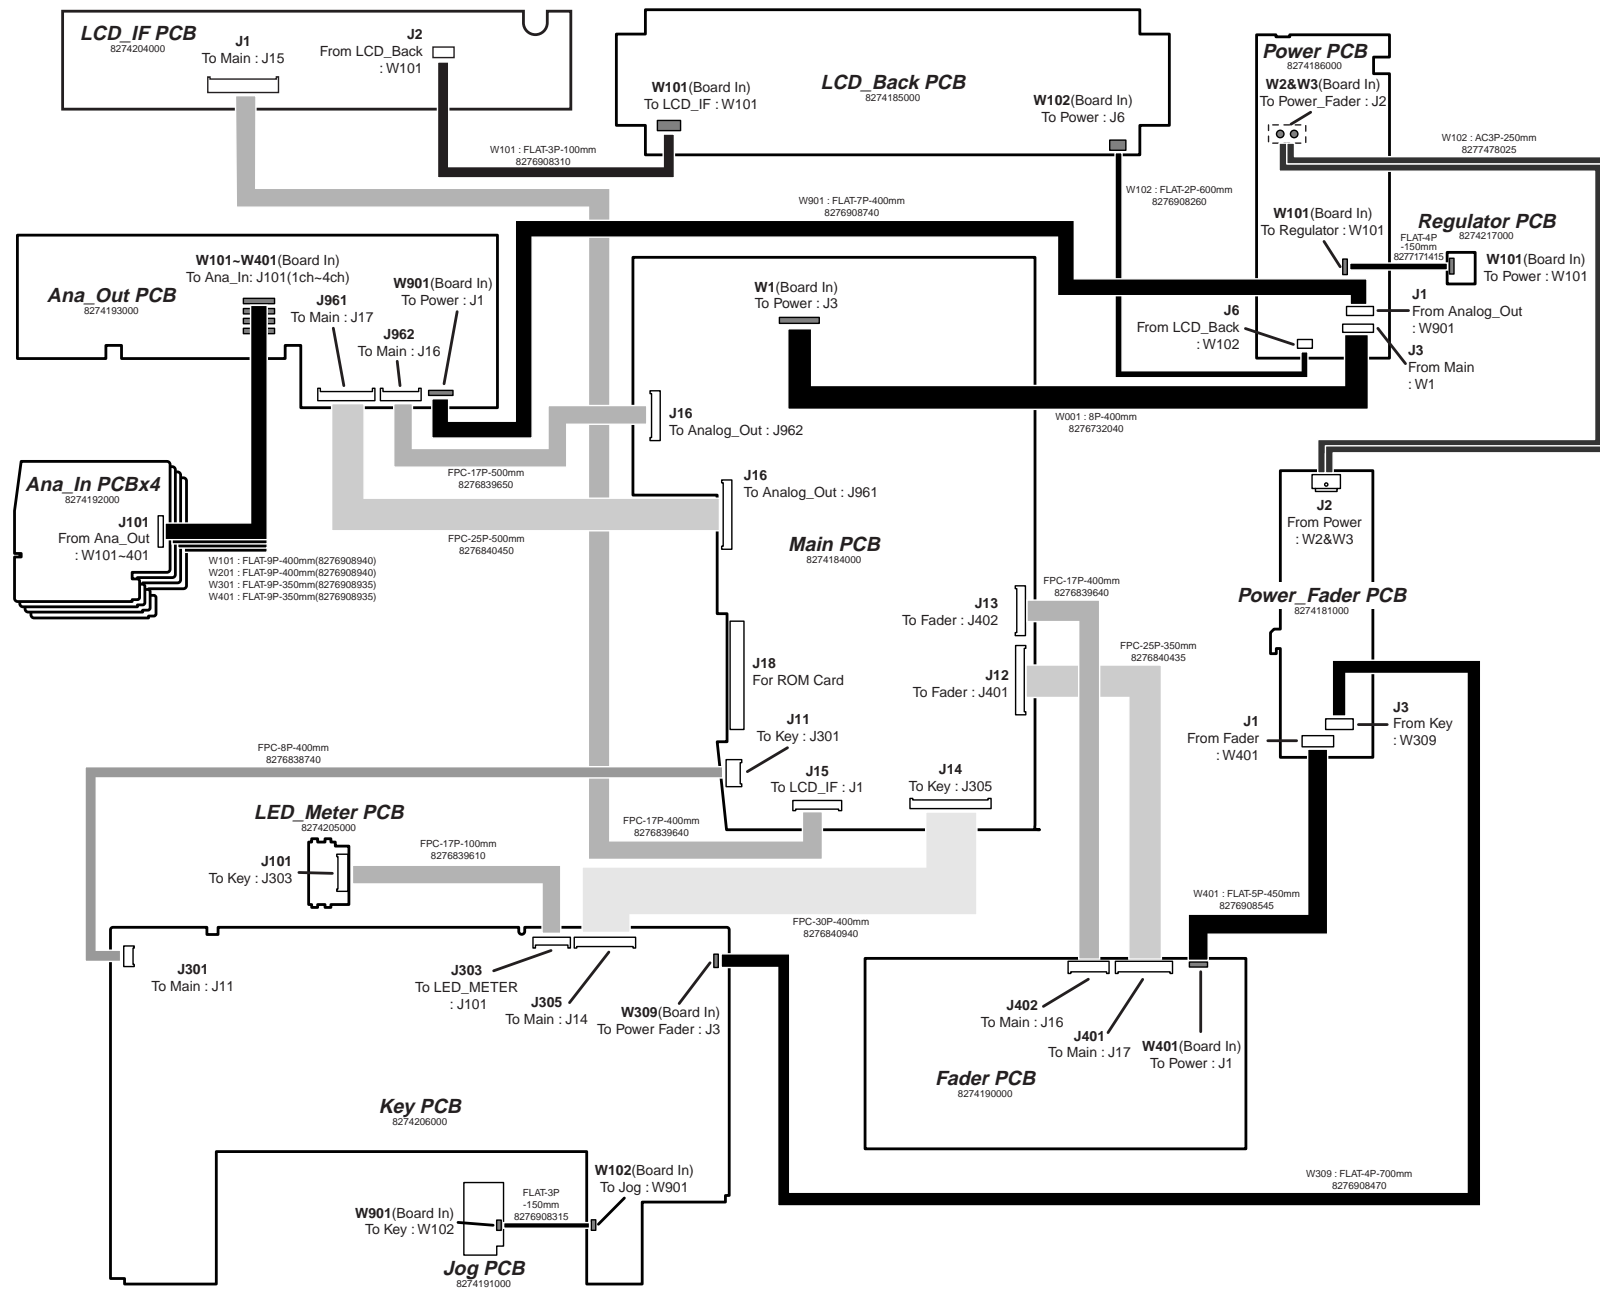 LCD_IF PCB
8274204000
J1
To Main : J15
J2
From LCD_Back
: W101
W101 : FLAT-3P-100mm
8276908310
LCD_Back PCB
8274185000
W101(Board In)
To LCD_IF : W101
W102(Board In)
To Power : J6
W102 : FLAT-2P-600mm
8276908260
Power PCB
8274186000
W2&W3(Board In)
To Power_Fader : J2
W102 : AC3P-250mm
8277478025
W101(Board In)
To Regulator : W101
Regulator PCB
8274217000
FLAT-4P
-150mm
8277171415
W101(Board In)
To Power : W101
J1
From Analog_Out
: W901
J6
From LCD_Back
: W102
J3
From Main
: W1
W901 : FLAT-7P-400mm
8276908740
Ana_Out PCB
8274193000
W101~W401(Board In)
To Ana_In: J101(1ch~4ch)
J961
To Main : J17
J962
To Main : J16
W901(Board In)
To Power : J1
W1(Board In)
To Power : J3
W001 : 8P-400mm
8276732040
J16
To Analog_Out : J962
FPC-17P-500mm
8276839650
J16
To Analog_Out : J961
FPC-25P-500mm
8276840450
Ana_In PCBx4
8274192000
J101
From Ana_Out
: W101~401
W101 : FLAT-9P-400mm(8276908940)
W201 : FLAT-9P-400mm(8276908940)
W301 : FLAT-9P-350mm(8276908935)
W401 : FLAT-9P-350mm(8276908935)
Main PCB
8274184000
J13
To Fader : J402
FPC-17P-400mm
8276839640
J12
To Fader : J401
FPC-25P-350mm
8276840435
J18
For ROM Card
J11
To Key : J301
J15
To LCD_IF : J1
J14
To Key : J305
J2
From Power
: W2&W3
Power_Fader PCB
8274181000
J1
From Fader
: W401
J3
From Key
: W309
FPC-8P-400mm
8276838740
LED_Meter PCB
8274205000
J101
To Key : J303
FPC-17P-100mm
8276839610
FPC-17P-400mm
8276839640
FPC-30P-400mm
8276840940
W401 : FLAT-5P-450mm
8276908545
J301
To Main : J11
J303
To LED_METER
: J101
J305
To Main : J14
W309(Board In)
To Power Fader : J3
Key PCB
8274206000
J402
To Main : J16
J401
To Main : J17
W401(Board In)
To Power : J1
Fader PCB
8274190000
W309 : FLAT-4P-700mm
8276908470
W102(Board In)
To Jog : W901
FLAT-3P
-150mm
8276908315
W901(Board In)
To Key : W102
Jog PCB
8274191000